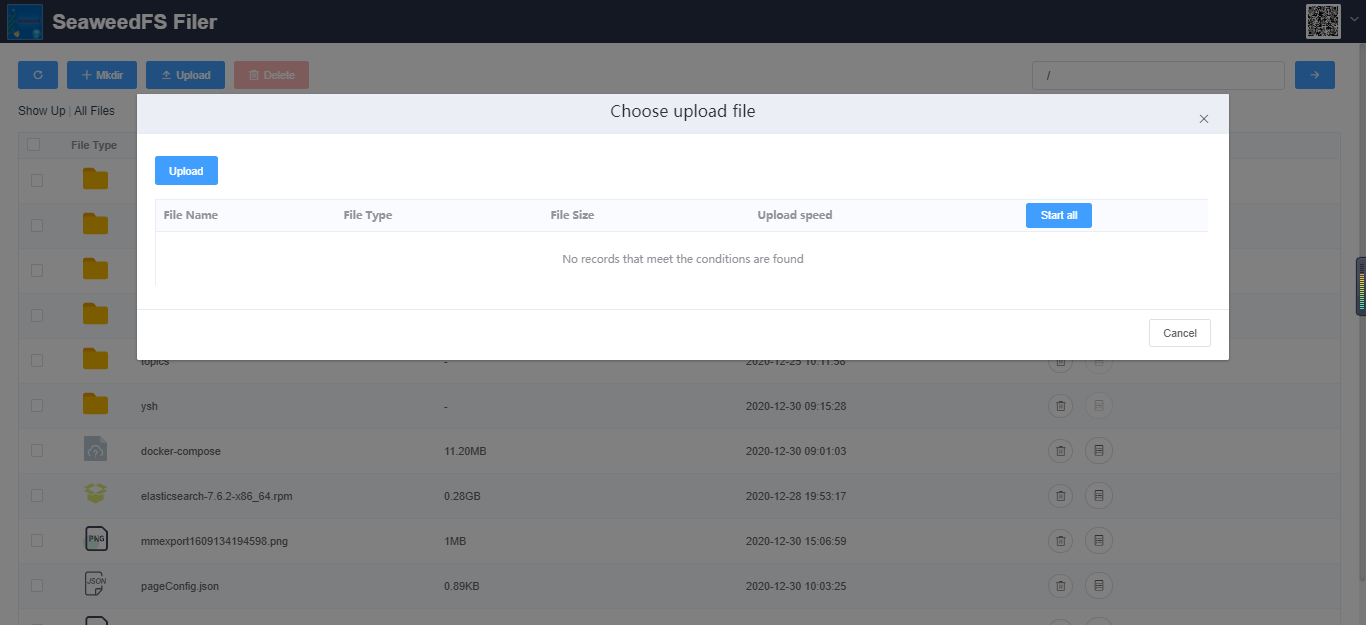 SeaweedFS Filer
Mkdir Upload Delete /
Show Up | All Files
Choose upload file
File Type
Upload
File Name File Type File Size Upload speed Start all
No records that meet the conditions are found
Cancel
topics - 2020-12-25 10:11:58
ysh - 2020-12-30 09:15:28
docker-compose 11.20MB 2020-12-30 09:01:03
elasticsearch-7.6.2-x86_64.rpm 0.28GB 2020-12-28 19:53:17
PNG mmexport1609134194598.png 1MB 2020-12-30 15:06:59
JSON pageConfig.json 0.89KB 2020-12-30 10:03:25